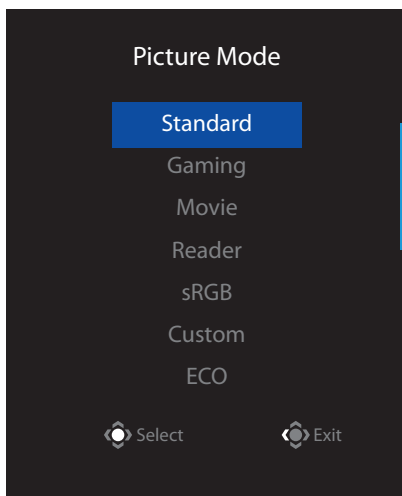 Picture Mode
Standard
Gaming
Movie
Reader
sRGB
Custom
ECO
Select Exit